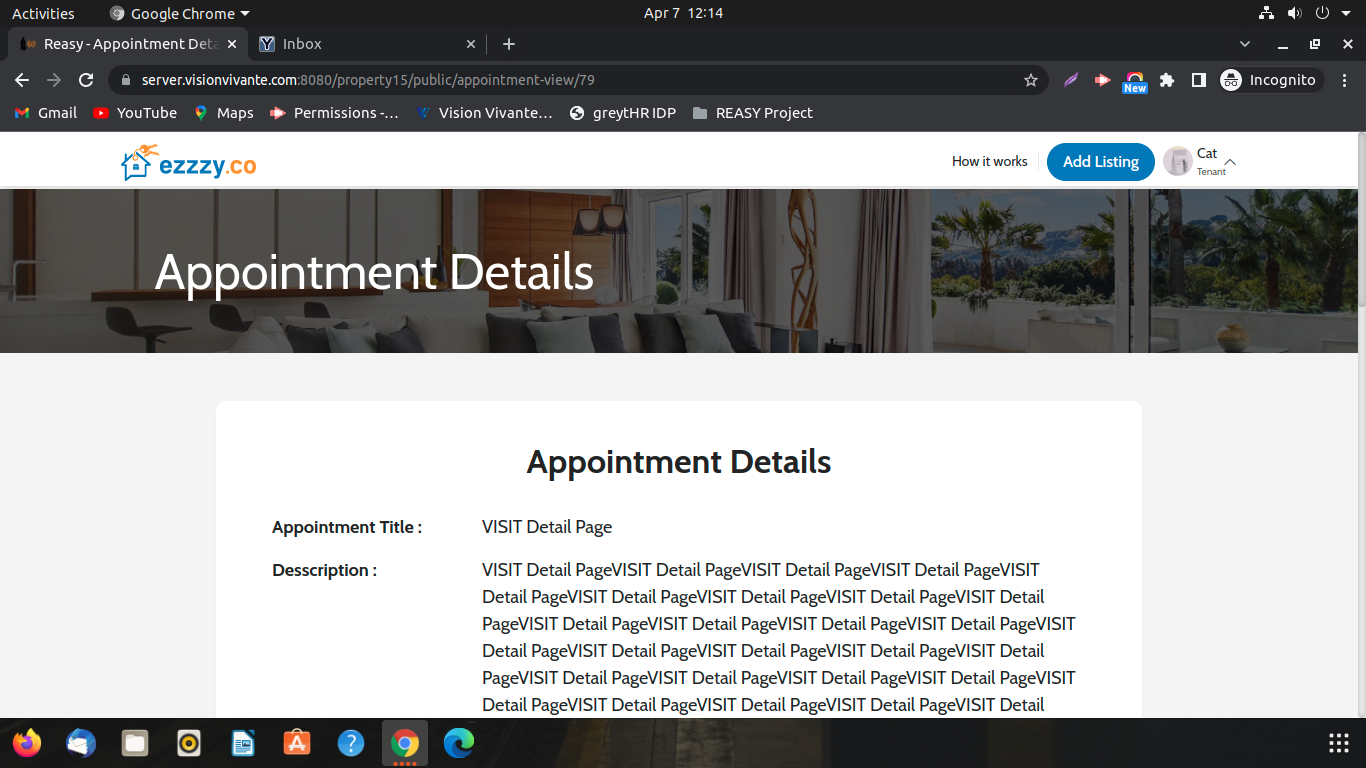 Activities
Google Chrome
Apr 7 12:14
Reasy - Appointment Deta
Inbox
server.visionvivante.com:8080/property15/public/appointment-view/79
New
Incognito
Gmail
YouTube
Maps
Permissions -...
Vision Vivante...
greytHR IDP
REASY Project
ezzzy.co
How it works
Add Listing
Cat
Tenant
Appointment Details
Appointment Details
Appointment Title :
VISIT Detail Page
Desscription :
VISIT Detail PageVISIT Detail PageVISIT Detail PageVISIT Detail PageVISIT
Detail PageVISIT Detail PageVISIT Detail PageVISIT Detail PageVISIT Detail
PageVISIT Detail PageVISIT Detail PageVISIT Detail PageVISIT Detail PageVISIT
Detail PageVISIT Detail PageVISIT Detail PageVISIT Detail PageVISIT Detail
PageVISIT Detail PageVISIT Detail PageVISIT Detail PageVISIT Detail PageVISIT
Detail PageVISIT Detail PageVISIT Detail PageVISIT Detail PageVISIT Detail